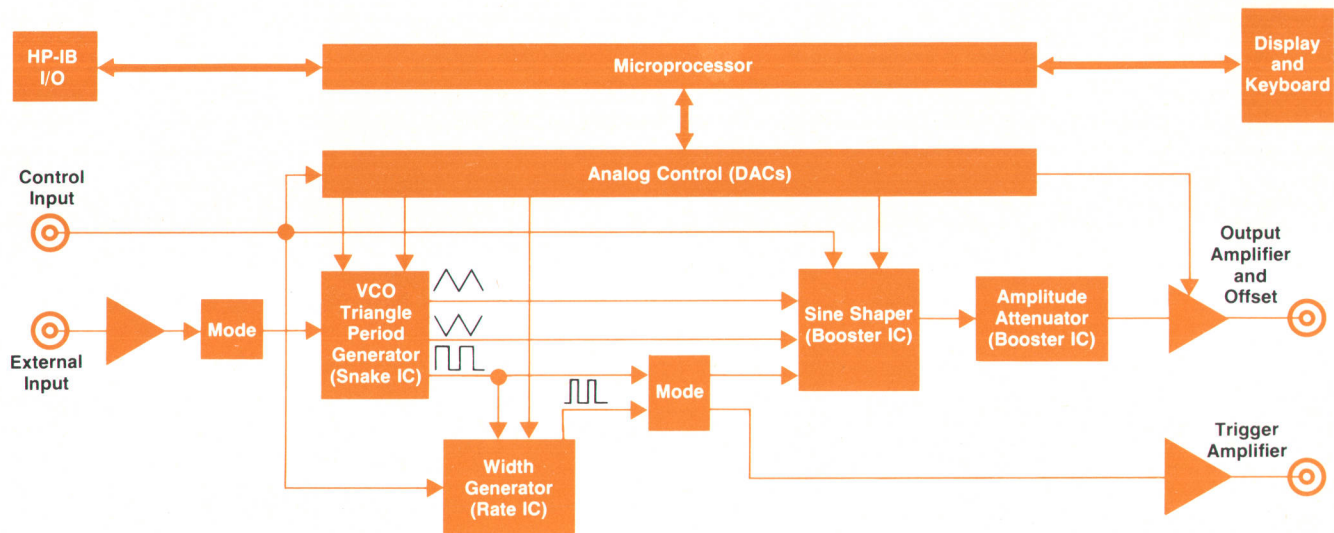 HP-IB
I/O
Microprocessor
Display
and
Keyboard
Analog Control (DACs)
Control
Input
External
Input
Mode
VCO
Triangle
Period
Generator
(Snake IC)
Width
Generator
(Rate IC)
Mode
Sine Shaper
(Booster IC)
Amplitude
Attenuator
(Booster IC)
Output
Amplifier
and
Offset
Trigger
Amplifier